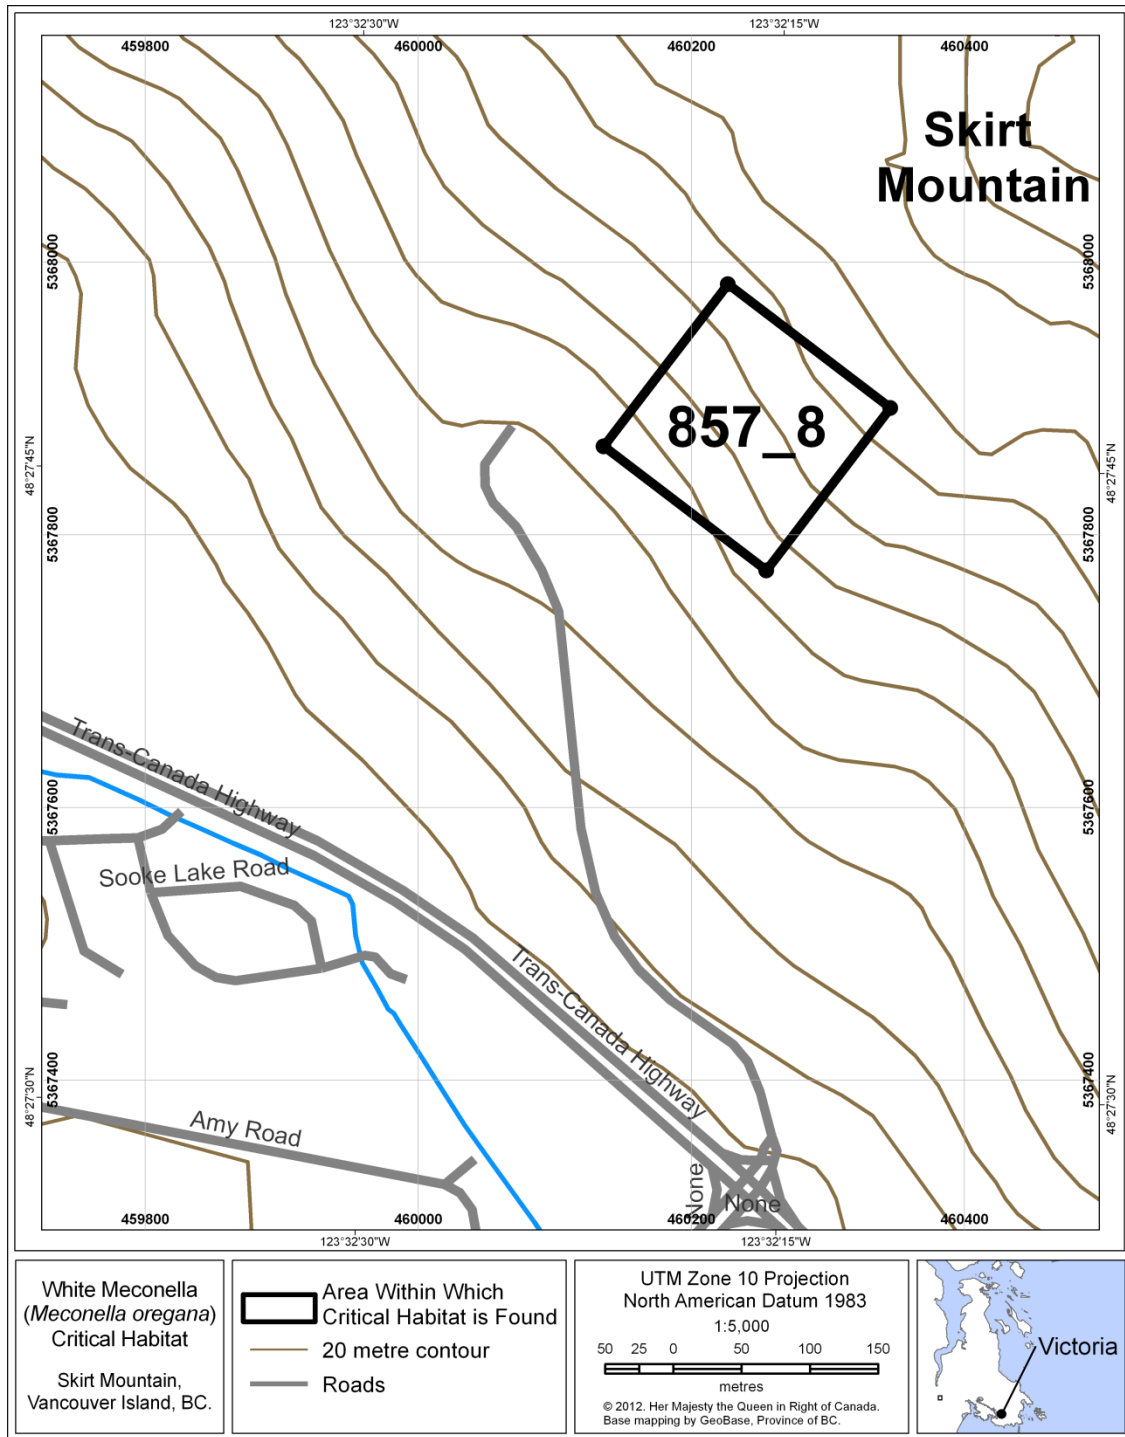 123°32'30"W
123°32'15"W
459800
460000
460200
460400
Skirt
Mountain
5368000
5368000
857_8
48°27'45"N
48°27'45"N
5367800
5367800
Trans-Canada Highway
5367600
5367600
Sooke Lake Road
Trans-Canada Highway
5367400
5367400
48°27'30"N
48°27'30"N
Amy Road
None
None
459800
460000
460200
460400
123°32'30"W
123°32'15"W
White Meconella
(Meconella oregana)
Critical Habitat
Skirt Mountain,
Vancouver Island, BC.
Area Within Which
Critical Habitat is Found
20 metre contour
Roads
UTM Zone 10 Projection
North American Datum 1983
1:5,000
50 25 0 50 100 150
metres
© 2012. Her Majesty the Queen in Right of Canada.
Base mapping by GeoBase, Province of BC.
Victoria